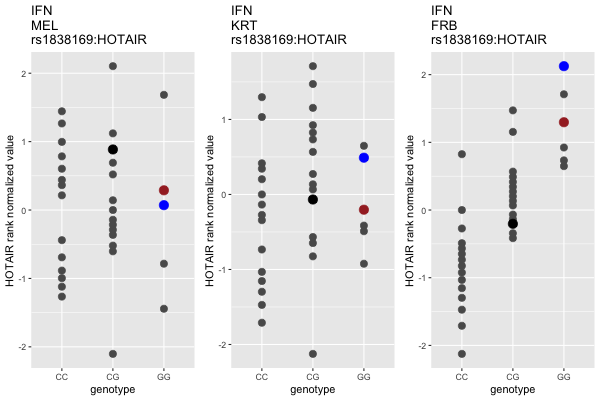 IFN
MEL
rs1838169:HOTAIR
HOTAIR rank normalized value
2
1
0
-1
-2
CC CG GG
genotype
IFN
KRT
rs1838169:HOTAIR
HOTAIR rank normalized value
1
0
-1
-2
CC CG GG
genotype
IFN
FRB
rs1838169:HOTAIR
HOTAIR rank normalized value
2
1
0
-1
-2
CC CG GG
genotype